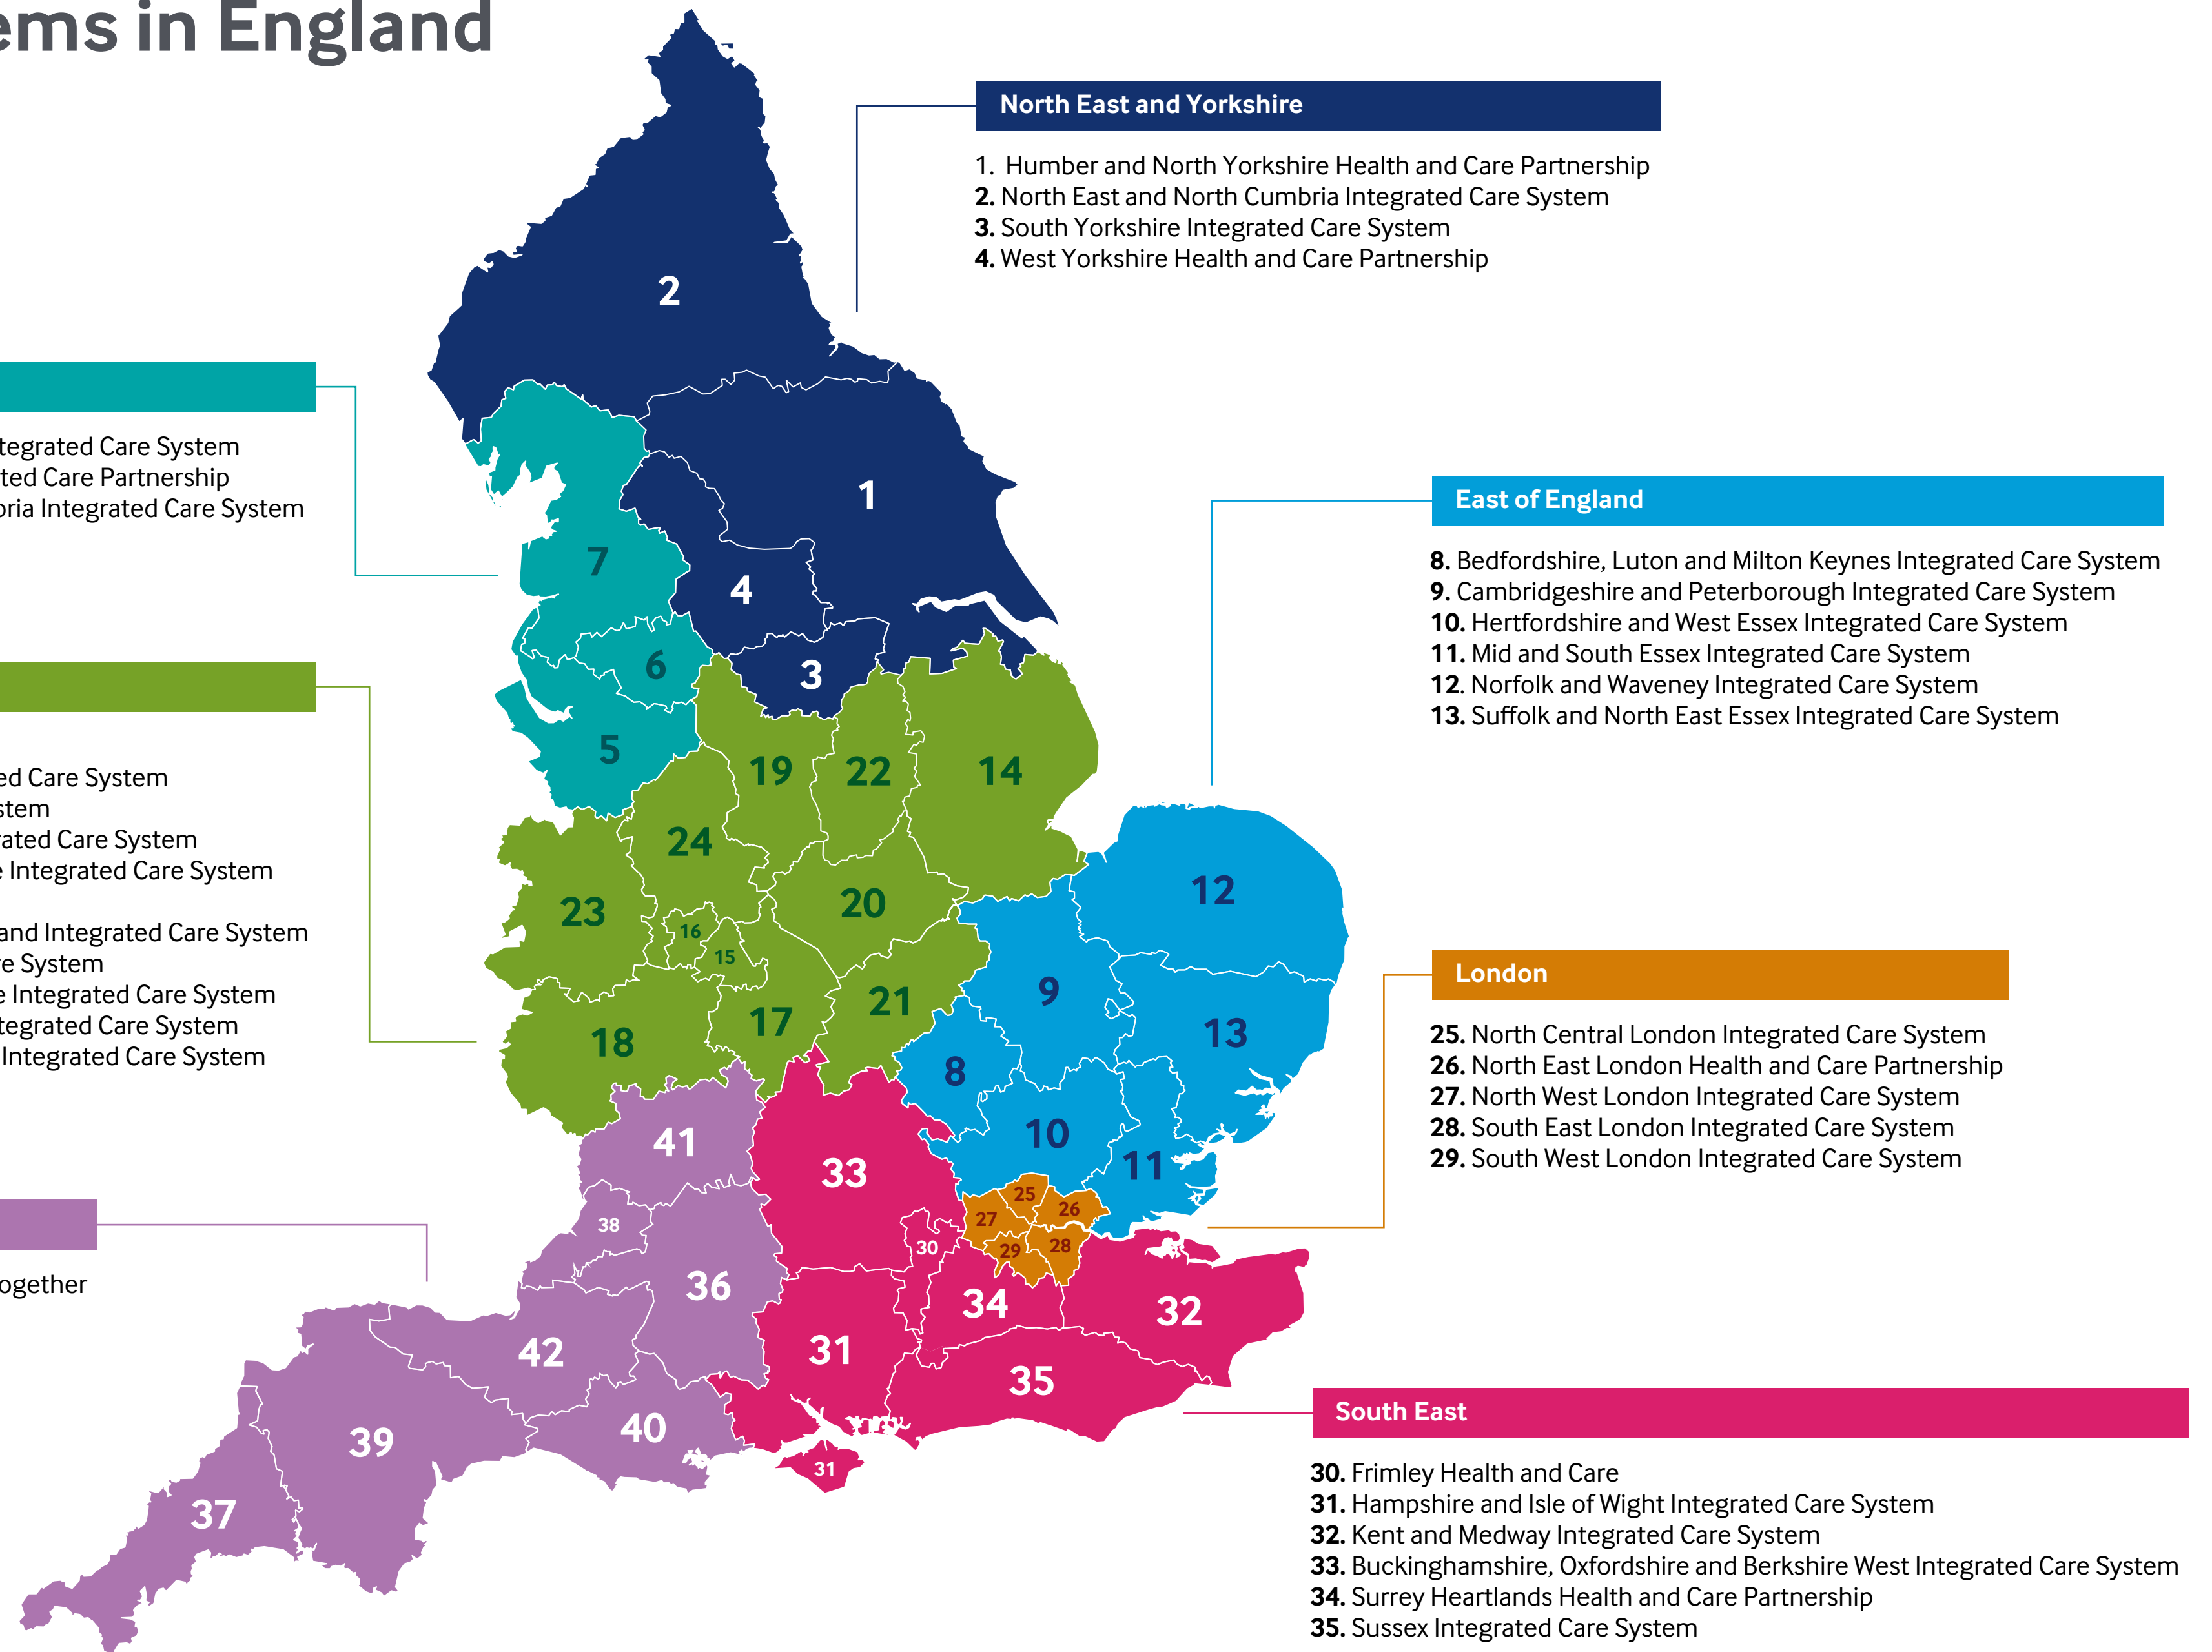 ems in England
North East and Yorkshire
1. Humber and North Yorkshire Health and Care Partnership
2. North East and North Cumbria Integrated Care System
3. South Yorkshire Integrated Care System
4. West Yorkshire Health and Care Partnership
tegrated Care System
ted Care Partnership
ria Integrated Care System
East of England
8. Bedfordshire, Luton and Milton Keynes Integrated Care System
9. Cambridgeshire and Peterborough Integrated Care System
10. Hertfordshire and West Essex Integrated Care System
11. Mid and South Essex Integrated Care System
12. Norfolk and Waveney Integrated Care System
13. Suffolk and North East Essex Integrated Care System
ed Care System
stem
rated Care System
e Integrated Care System
and Integrated Care System
re System
e Integrated Care System
tegrated Care System
Integrated Care System
London
25. North Central London Integrated Care System
26. North East London Health and Care Partnership
27. North West London Integrated Care System
28. South East London Integrated Care System
29. South West London Integrated Care System
ogether
South East
30. Frimley Health and Care
31. Hampshire and Isle of Wight Integrated Care System
32. Kent and Medway Integrated Care System
33. Buckinghamshire, Oxfordshire and Berkshire West Integrated Care System
34. Surrey Heartlands Health and Care Partnership
35. Sussex Integrated Care System
2
1
7
4
6
3
5
19
22
14
24
12
20
23
16
15
9
21
17
13
18
8
10
41
11
33
25
26
27
38
28
30
29
36
34
32
31
42
35
40
39
31
37